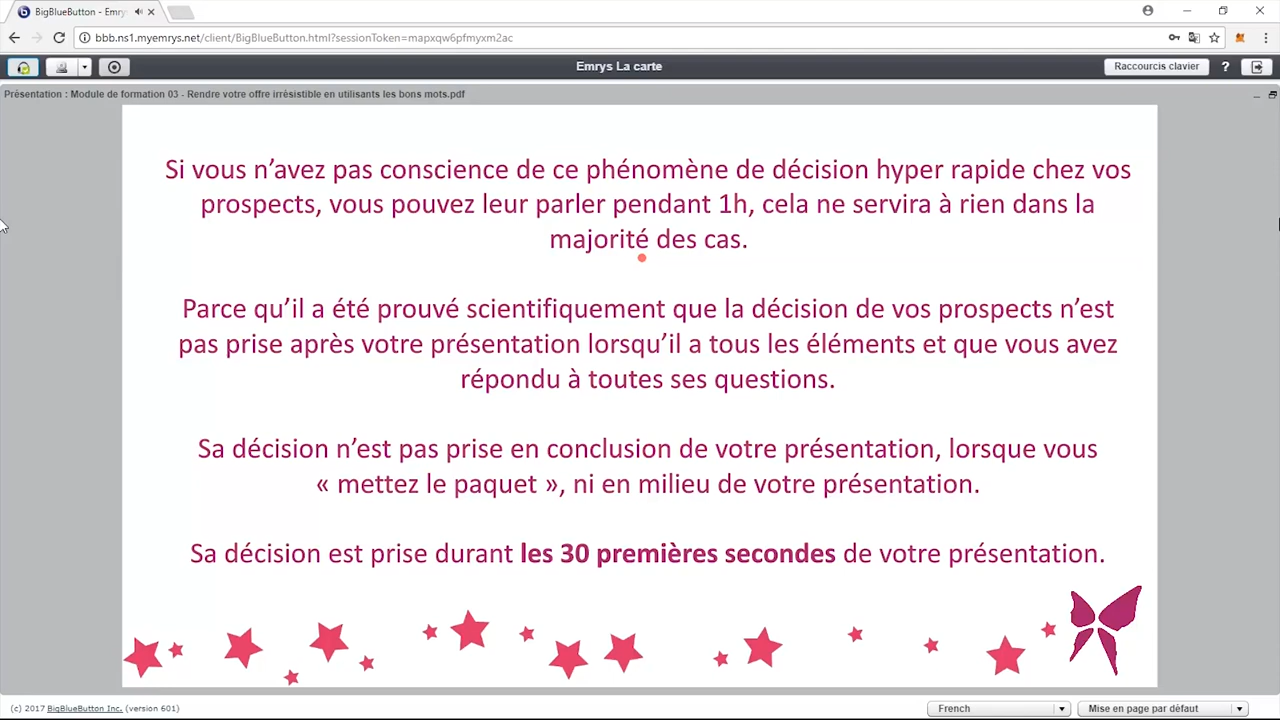 BigBlueButton - Emry
bbb.ns1.myemrys.net/client/BigBlueButton.html?sessionToken=mapxqw6pfmyxm2ac
Emrys La carte
Raccourcis clavier
?
Présentation : Module de formation 03 - Rendre votre offre irrésistible en utilisants les bons mots.pdf
Si vous n’avez pas conscience de ce phénomène de décision hyper rapide chez vos
prospects, vous pouvez leur parler pendant 1h, cela ne servira à rien dans la
majorité des cas.
Parce qu’il a été prouvé scientifiquement que la décision de vos prospects n’est
pas prise après votre présentation lorsqu’il a tous les éléments et que vous avez
répondu à toutes ses questions.
Sa décision n’est pas prise en conclusion de votre présentation, lorsque vous
« mettez le paquet », ni en milieu de votre présentation.
Sa décision est prise durant les 30 premières secondes de votre présentation.
(c) 2017 BigBlueButton Inc. (version 601)
French
Mise en page par défaut